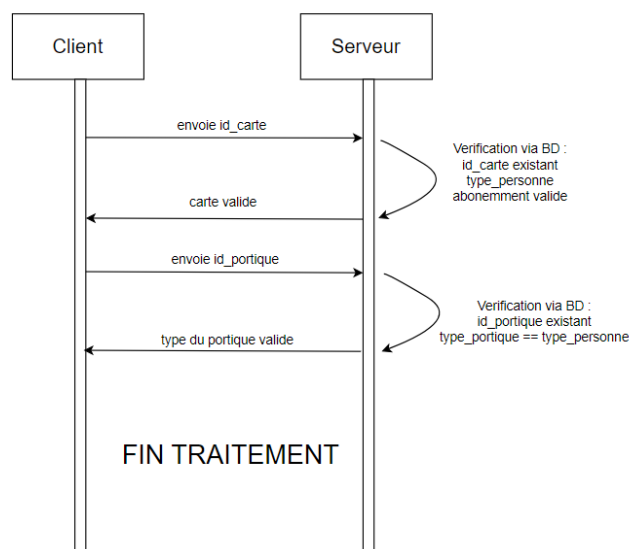 Client
Serveur
envoie id_carte
Verification via BD :
id_carte existant
type_personne
abonemment valide
carte valide
envoie id_portique
Verification via BD :
id_portique existant
type_portique == type_personne
type du portique valide
FIN TRAITEMENT